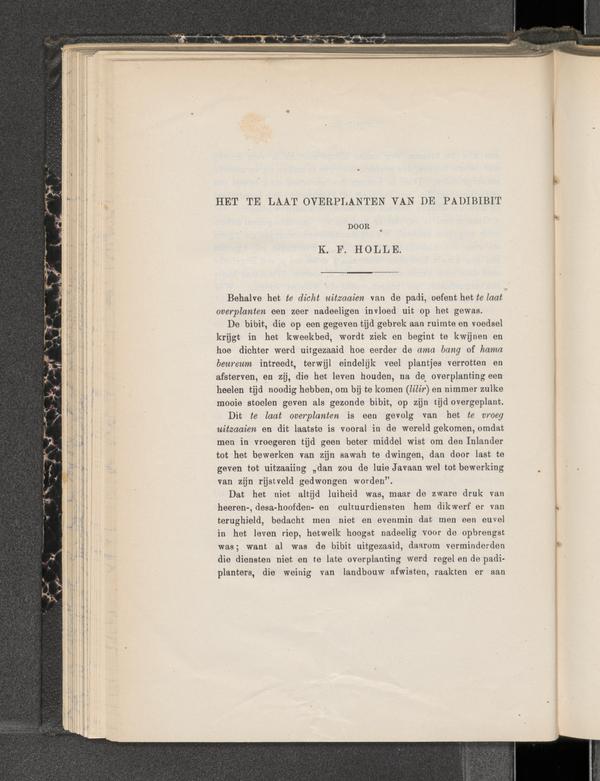 HET TE LAAT OVERPLANTEN VAN DE PADIBIBIT
DOOR
K. F. HOLLE.
Behalve het te dicht uitzaaien van de padi, oefent het te laat
overplanten een zeer nadeeligen invloed uit op het gewas.
De bibit, die op een gegeven tijd gebrek aan ruimte en voedsel
krijgt in het kweekbed, wordt ziek en begint te kwijnen en
hoe dichter werd uitgezaaid hoe eerder de ama bang of hama
beureum intreedt, terwijl eindelijk veel plantjes verrotten en
afsterven, en zij, die het leven houden, na de overplanting een
heelen tijd noodig hebben, om bij te komen (lilir) en nimmer zulke
mooie stoelen geven als gezonde bibit, op zijn tijd overgeplant.
Dit te laat overplanten is een gevolg van het te vroeg
uitzaaien en dit laatste is vooral in de wereld gekomen, omdat
men in vroegeren tijd geen beter middel wist om den Inlander
tot het bewerken van zijn sawah te dwingen, dan door last te
geven tot uitzaaiing „dan zou de luie Javaan wel tot bewerking
van zijn rijstveld gedwongen worden”.
Dat het niet altijd luiheid was, maar de zware druk van
heeren-, desa-hoofden- en cultuurdiensten hem dikwerf er van
terughield, bedacht men niet en evenmin dat men een euvel
in het leven riep, hetwelk hoogst nadeelig voor de opbrengst
was; want al was de bibit uitgezaaid, daarom verminderden
die diensten niet en te late overplanting werd regel en de padi-
planters, die weinig van landbouw afwisten, raakten er aan